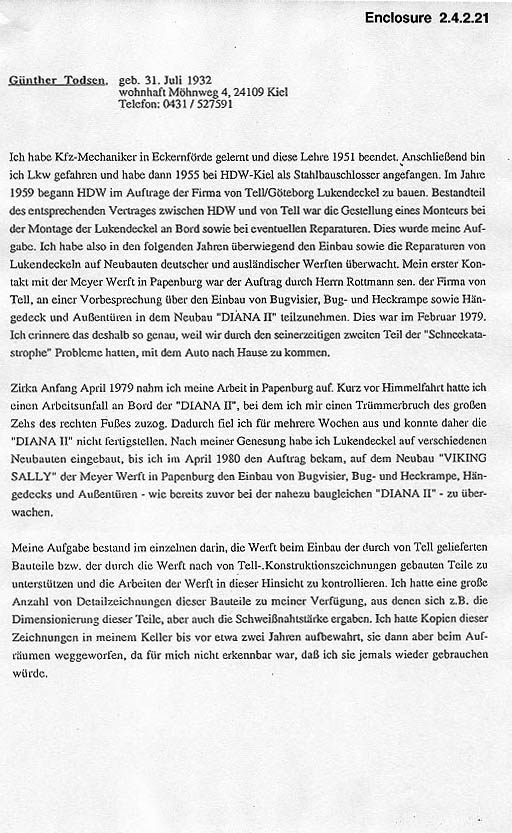 Enclosure 2.4.2.21
Günther Todsen, geb. 31. Juli 1932
wohnhaft Möhnweg 4, 24109 Kiel
Telefon: 0431 / 527591
Ich habe Kfz-Mechaniker in Eckernförde gelernt und diese Lehre 1951 beendet. Anschließend bin
ich Lkw gefahren und habe dann 1955 bei HDW-Kiel als Stahlbauschlosser angefangen. Im Jahre
1959 begann HDW im Auftrage der Firma von Tell/Göteborg Lukendeckel zu bauen. Bestandteil
des entsprechenden Vertrages zwischen HDW und von Tell war die Gestellung eines Monteurs bei
der Montage der Lukendeckel an Bord sowie bei eventuellen Reparaturen. Dies wurde meine Auf-
gabe. Ich habe also in den folgenden Jahren überwiegend den Einbau sowie die Reparaturen von
Lukendeckeln auf Neubauten deutscher und ausländischer Werften überwacht. Mein erster Kon-
takt mit der Meyer Werft in Papenburg war der Auftrag durch Herrn Rottmann sen. der Firma von
Tell, an einer Vorbesprechung über den Einbau von Bugvisier, Bug- und Heckrampe sowie Hän-
gedeck und Außentüren in dem Neubau "DIANA II" teilzunehmen. Dies war im Februar 1979.
Ich erinnere das deshalb so genau, weil wir durch den seinerzeitigen zweiten Teil der "Schneekata-
strophe" Probleme hatten, mit dem Auto nach Hause zu kommen.
Zirka Anfang April 1979 nahm ich meine Arbeit in Papenburg auf. Kurz vor Himmelfahrt hatte ich
einen Arbeitsunfall an Bord der "DIANA II", bei dem ich mir einen Trümmerbruch des großen
Zehs des rechten Fußes zuzog. Dadurch fiel ich für mehrere Wochen aus und konnte daher die
"DIANA II" nicht fertigstellen. Nach meiner Genesung habe ich Lukendeckel auf verschiedenen
Neubauten eingebaut, bis ich im April 1980 den Auftrag bekam, auf dem Neubau "VIKING
SALLY" der Meyer Werft in Papenburg den Einbau von Bugvisier, Bug- und Heckrampe, Hän-
gedecks und Außentüren - wie bereits zuvor bei der nahezu baugleichen "DIANA II" - zu über-
wachen.
Meine Aufgabe bestand im einzelnen darin, die Werft beim Einbau der durch von Tell gelieferten
Bauteile bzw. der durch die Werft nach von Tell-.Konstruktionszeichnungen gebauten Teile zu
unterstützen und die Arbeiten der Werft in dieser Hinsicht zu kontrollieren. Ich hatte eine große
Anzahl von Detailzeichnungen dieser Bauteile zu meiner Verfügung, aus denen sich z.B. die
Dimensionierung dieser Teile, aber auch die Schweißnahtstärke ergaben. Ich hatte Kopien dieser
Zeichnungen in meinem Keller bis vor etwa zwei Jahren aufbewahrt, sie dann aber beim Auf-
räumen weggeworfen, da für mich nicht erkennbar war, daß ich sie jemals wieder gebrauchen
würde.